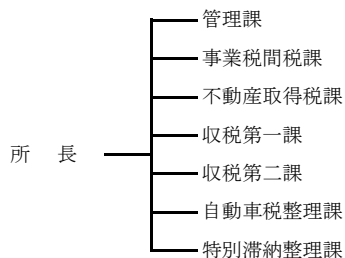 所　長
管理課
事業税間税課
不動産取得税課
収税第一課
収税第二課
自動車税整理課
特別滞納整理課